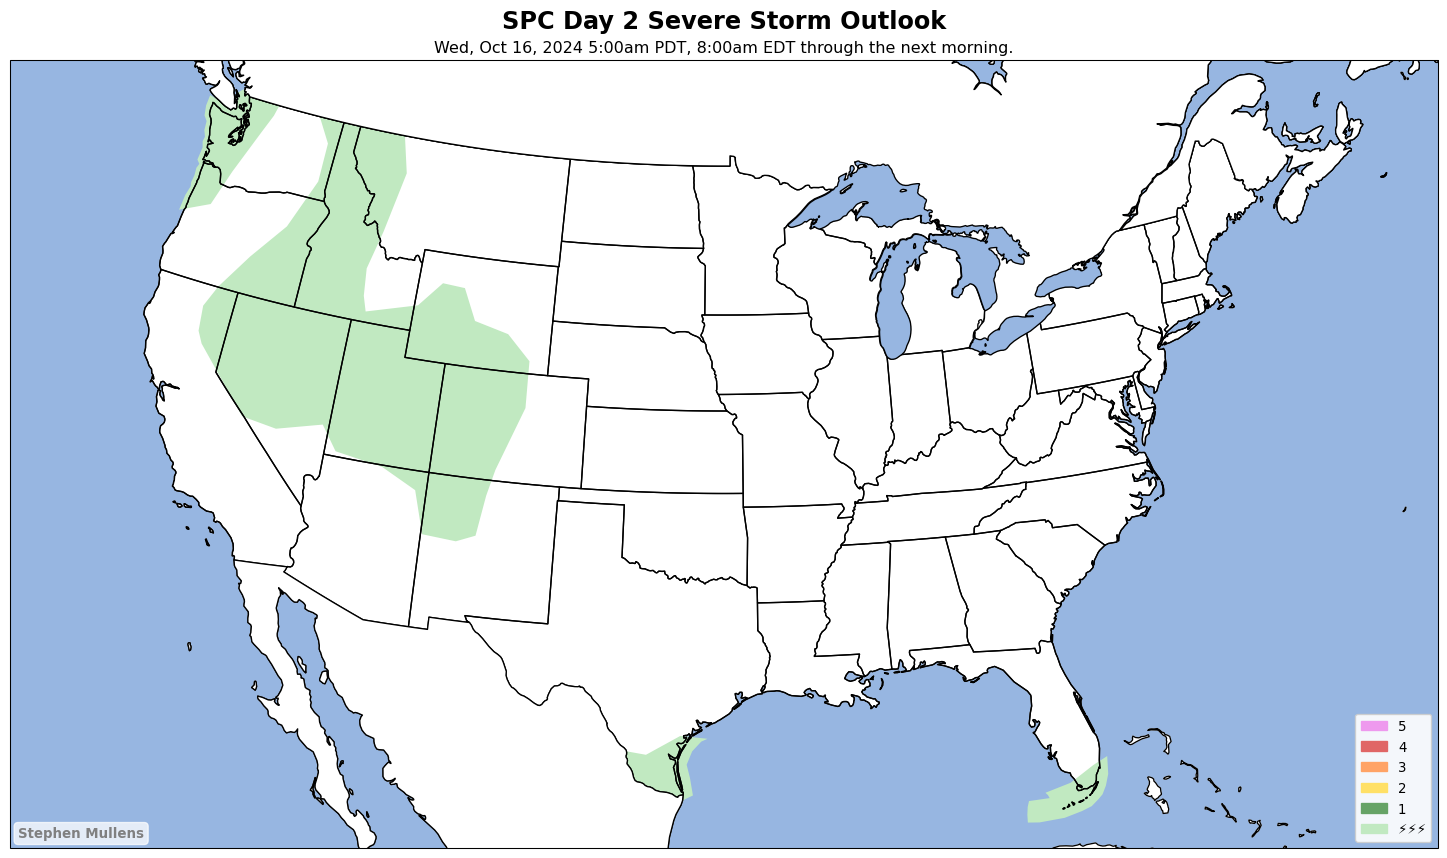 SPC Day 2 Severe Storm Outlook
Wed, Oct 16, 2024 5:00am PDT, 8:00am EDT through the next morning.
5
4
3
2
1
⚡⚡⚡
Stephen Mullens